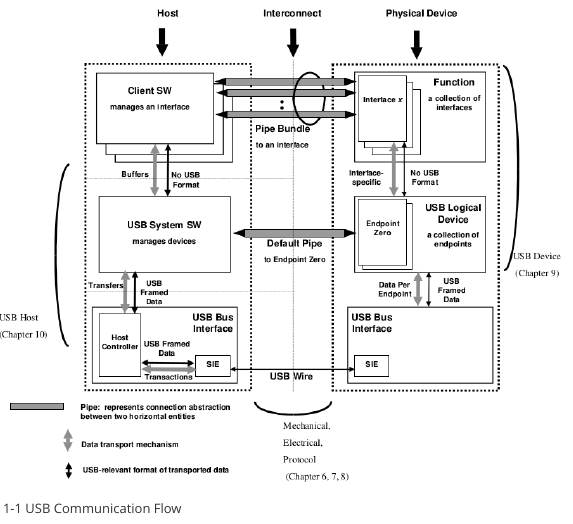 Host
Interconnect
Physical Device
Client SW
manages an interface
Pipe Bundle
to an interface
Interface x
Function
a collection of
interfaces
Buffers
No USB
Format
Interface-
specific
No USB
Format
USB System SW
manages devices
Default Pipe
to Endpoint Zero
Endpoint
Zero
USB Logical
Device
a collection of
endpoints
USB Device
(Chapter 9)
Transfers
USB
Framed
Data
Data Per
Endpoint
USB
Framed
Data
USB Host
(Chapter 10)
USB Bus
Interface
Host
Controller
USB Framed
Data
Transactions
SIE
USB Wire
USB Bus
Interface
SIE
Pipe: represents connection abstraction
between two horizontal entities
Data transport mechanism
USB-relevant format of transported data
Mechanical,
Electrical,
Protocol
(Chapter 6, 7, 8)
1-1 USB Communication Flow